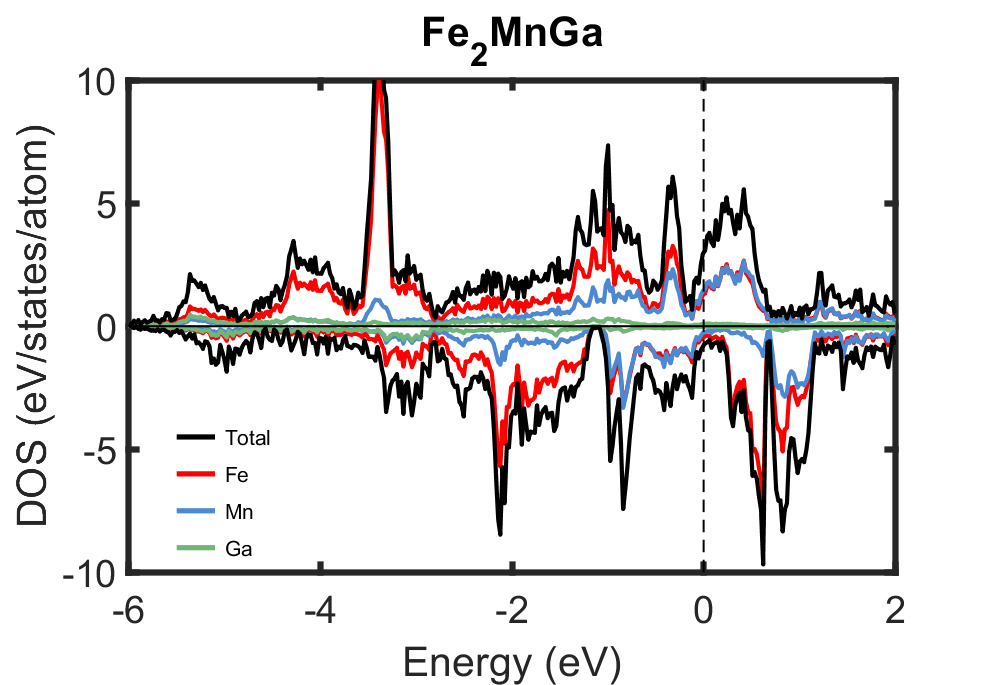 Fe2MnGa
DOS (eV/states/atom)
10
5
0
-5
-10
Total
Fe
Mn
Ga
-6 -4 -2 0 2
Energy (eV)